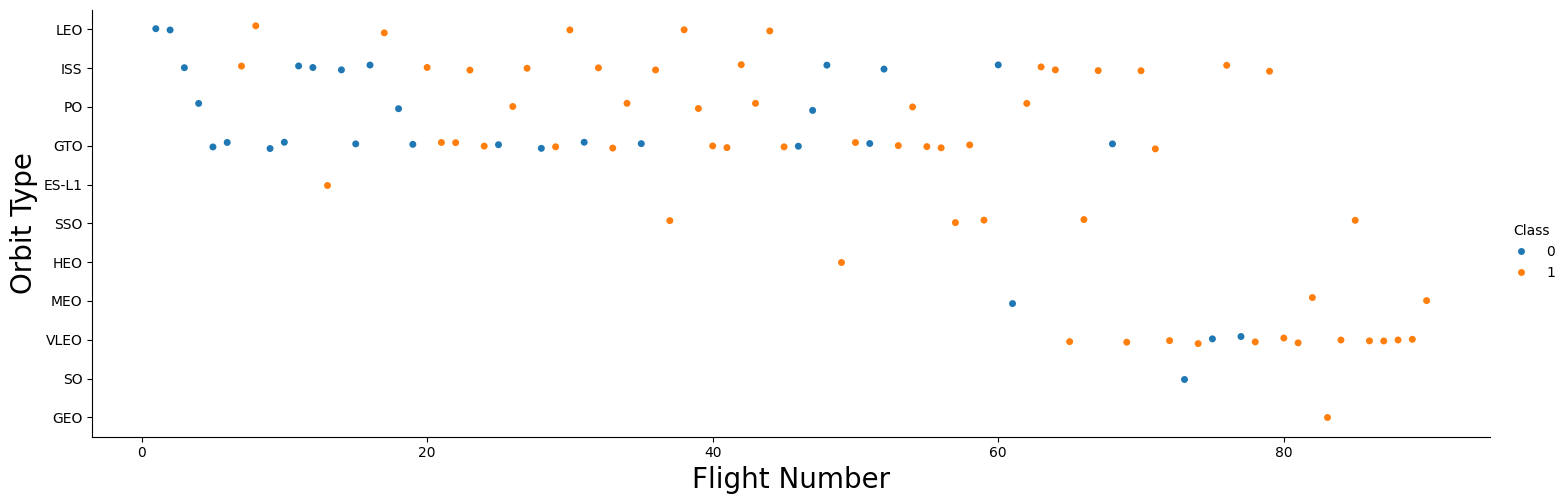 Orbit Type
LEO
ISS
PO
GTO
ES-L1
SSO
HEO
MEO
VLEO
SO
GEO
0 20 40 60 80
Flight Number
Class
0
1